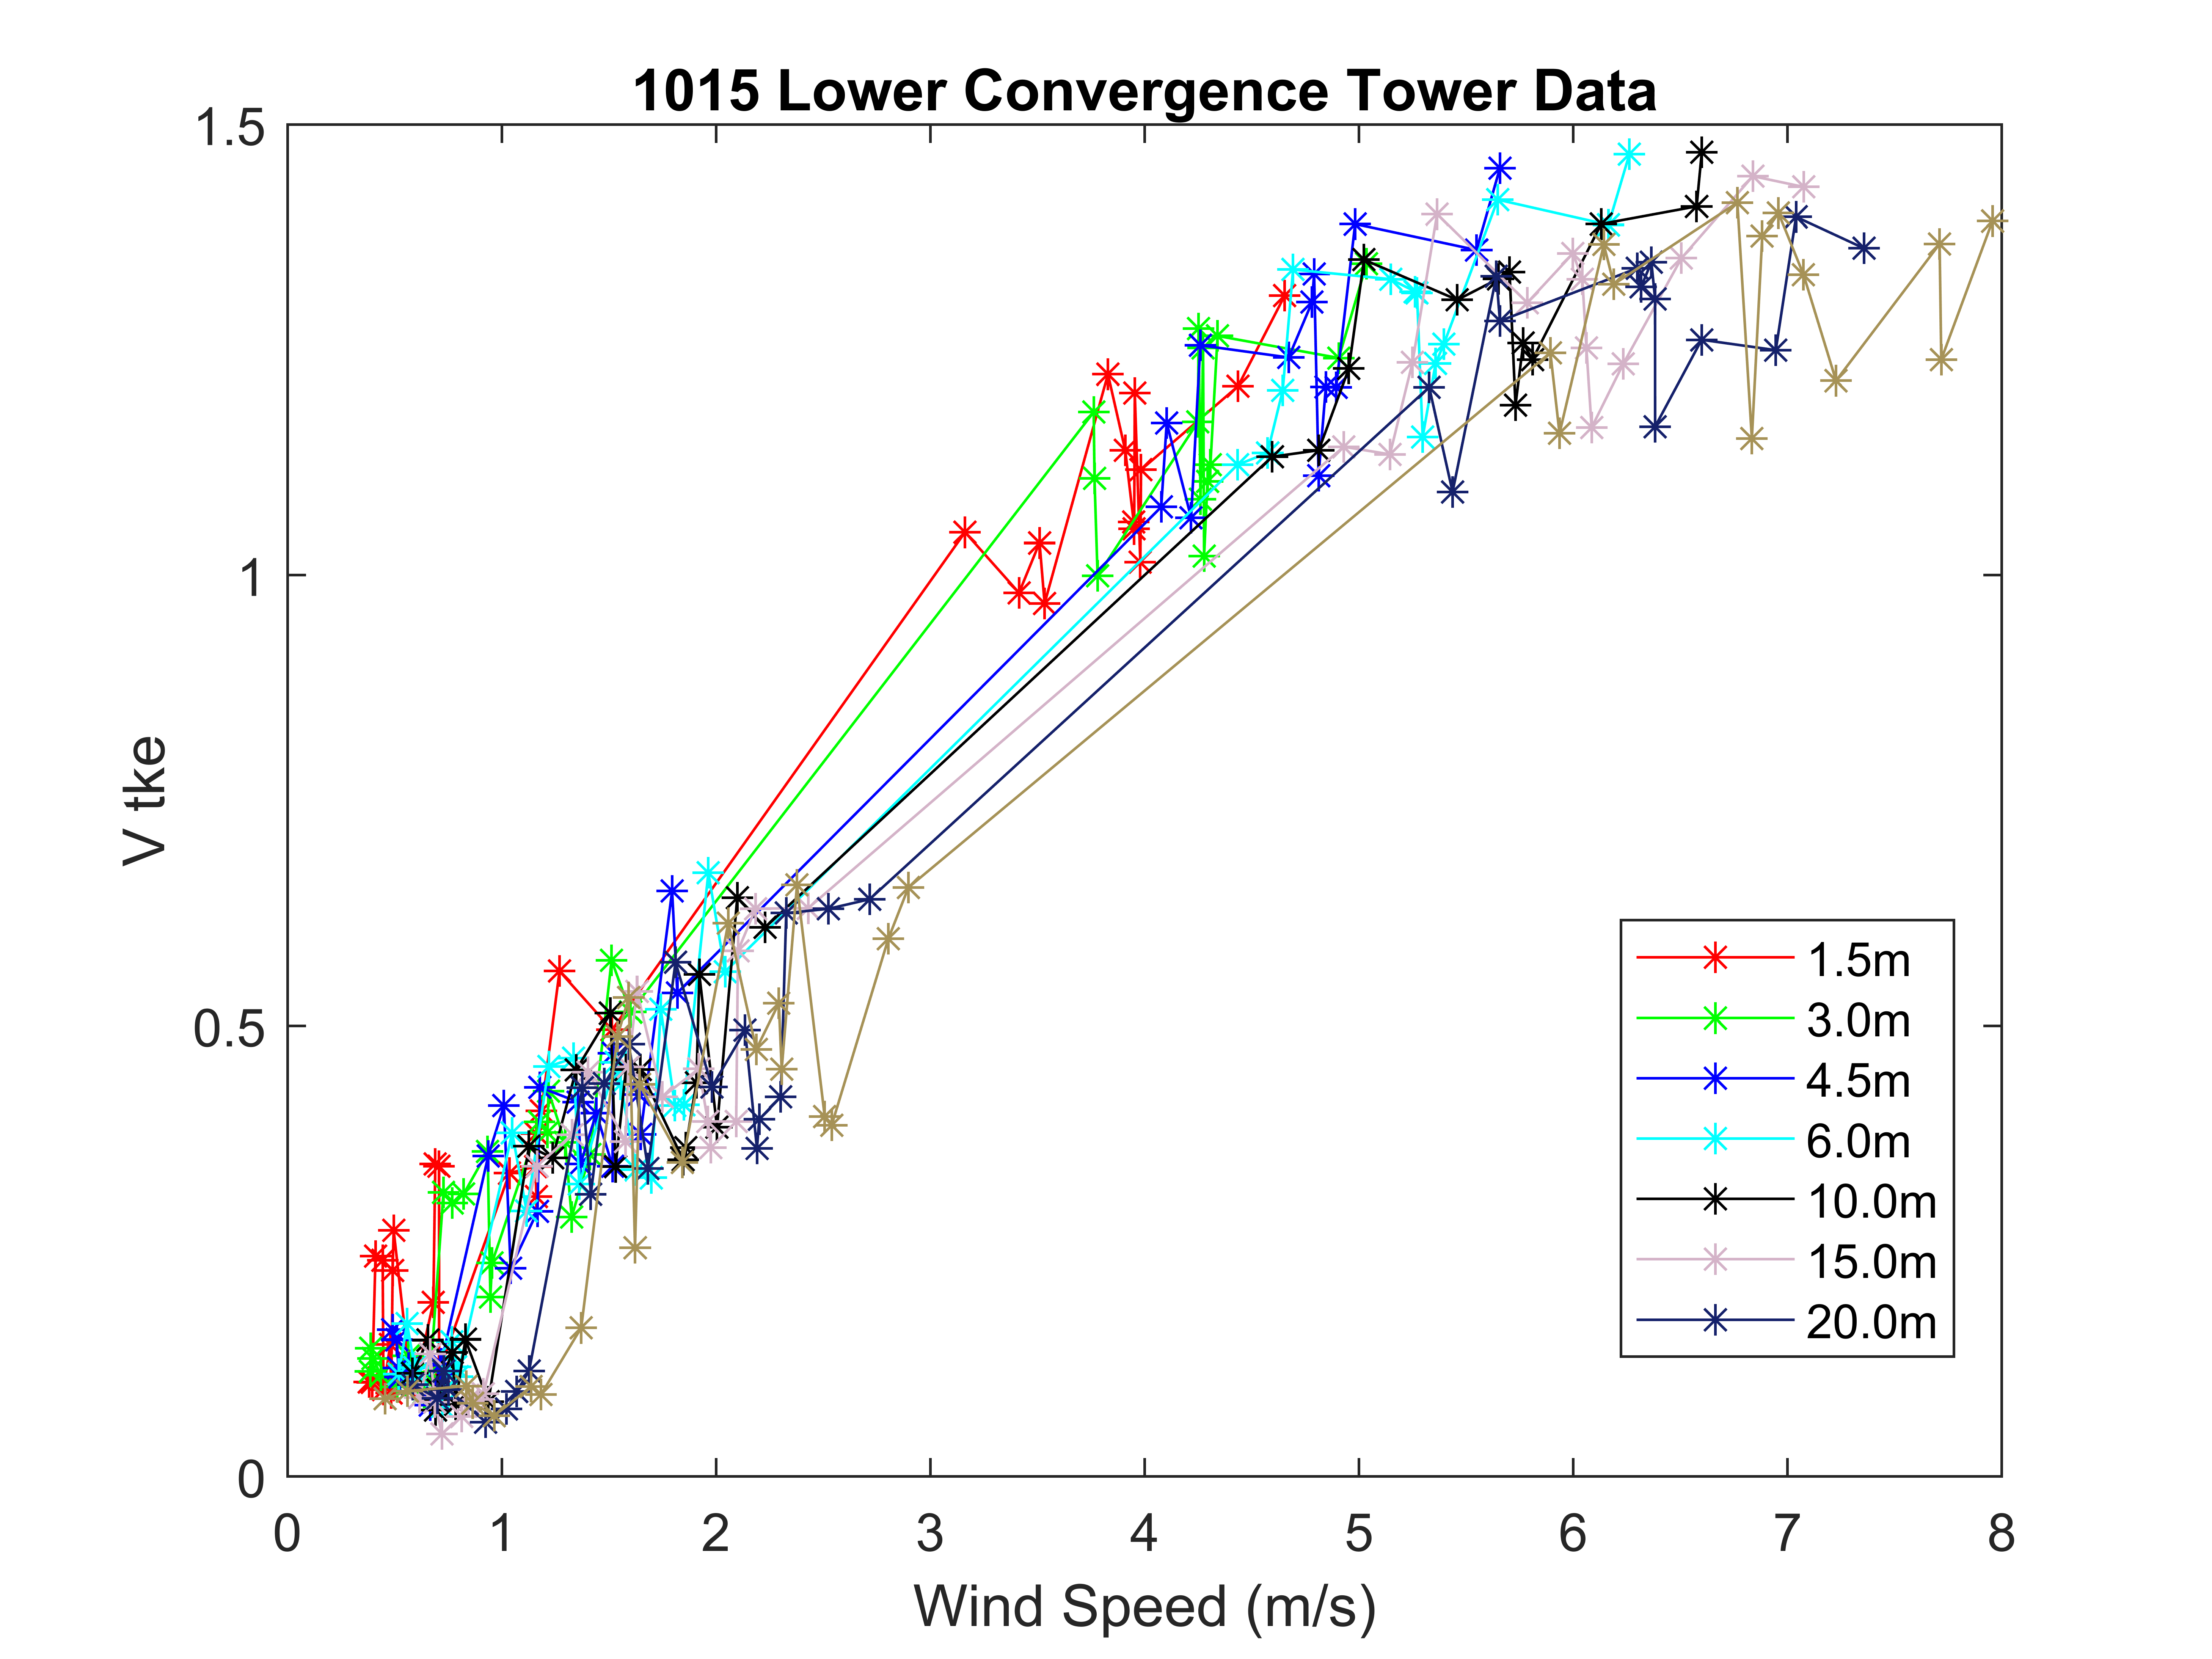 1015 Lower Convergence Tower Data
1.5
1
0.5
0
V tke
0 1 2 3 4 5 6 7 8
Wind Speed (m/s)
1.5m
3.0m
4.5m
6.0m
10.0m
15.0m
20.0m